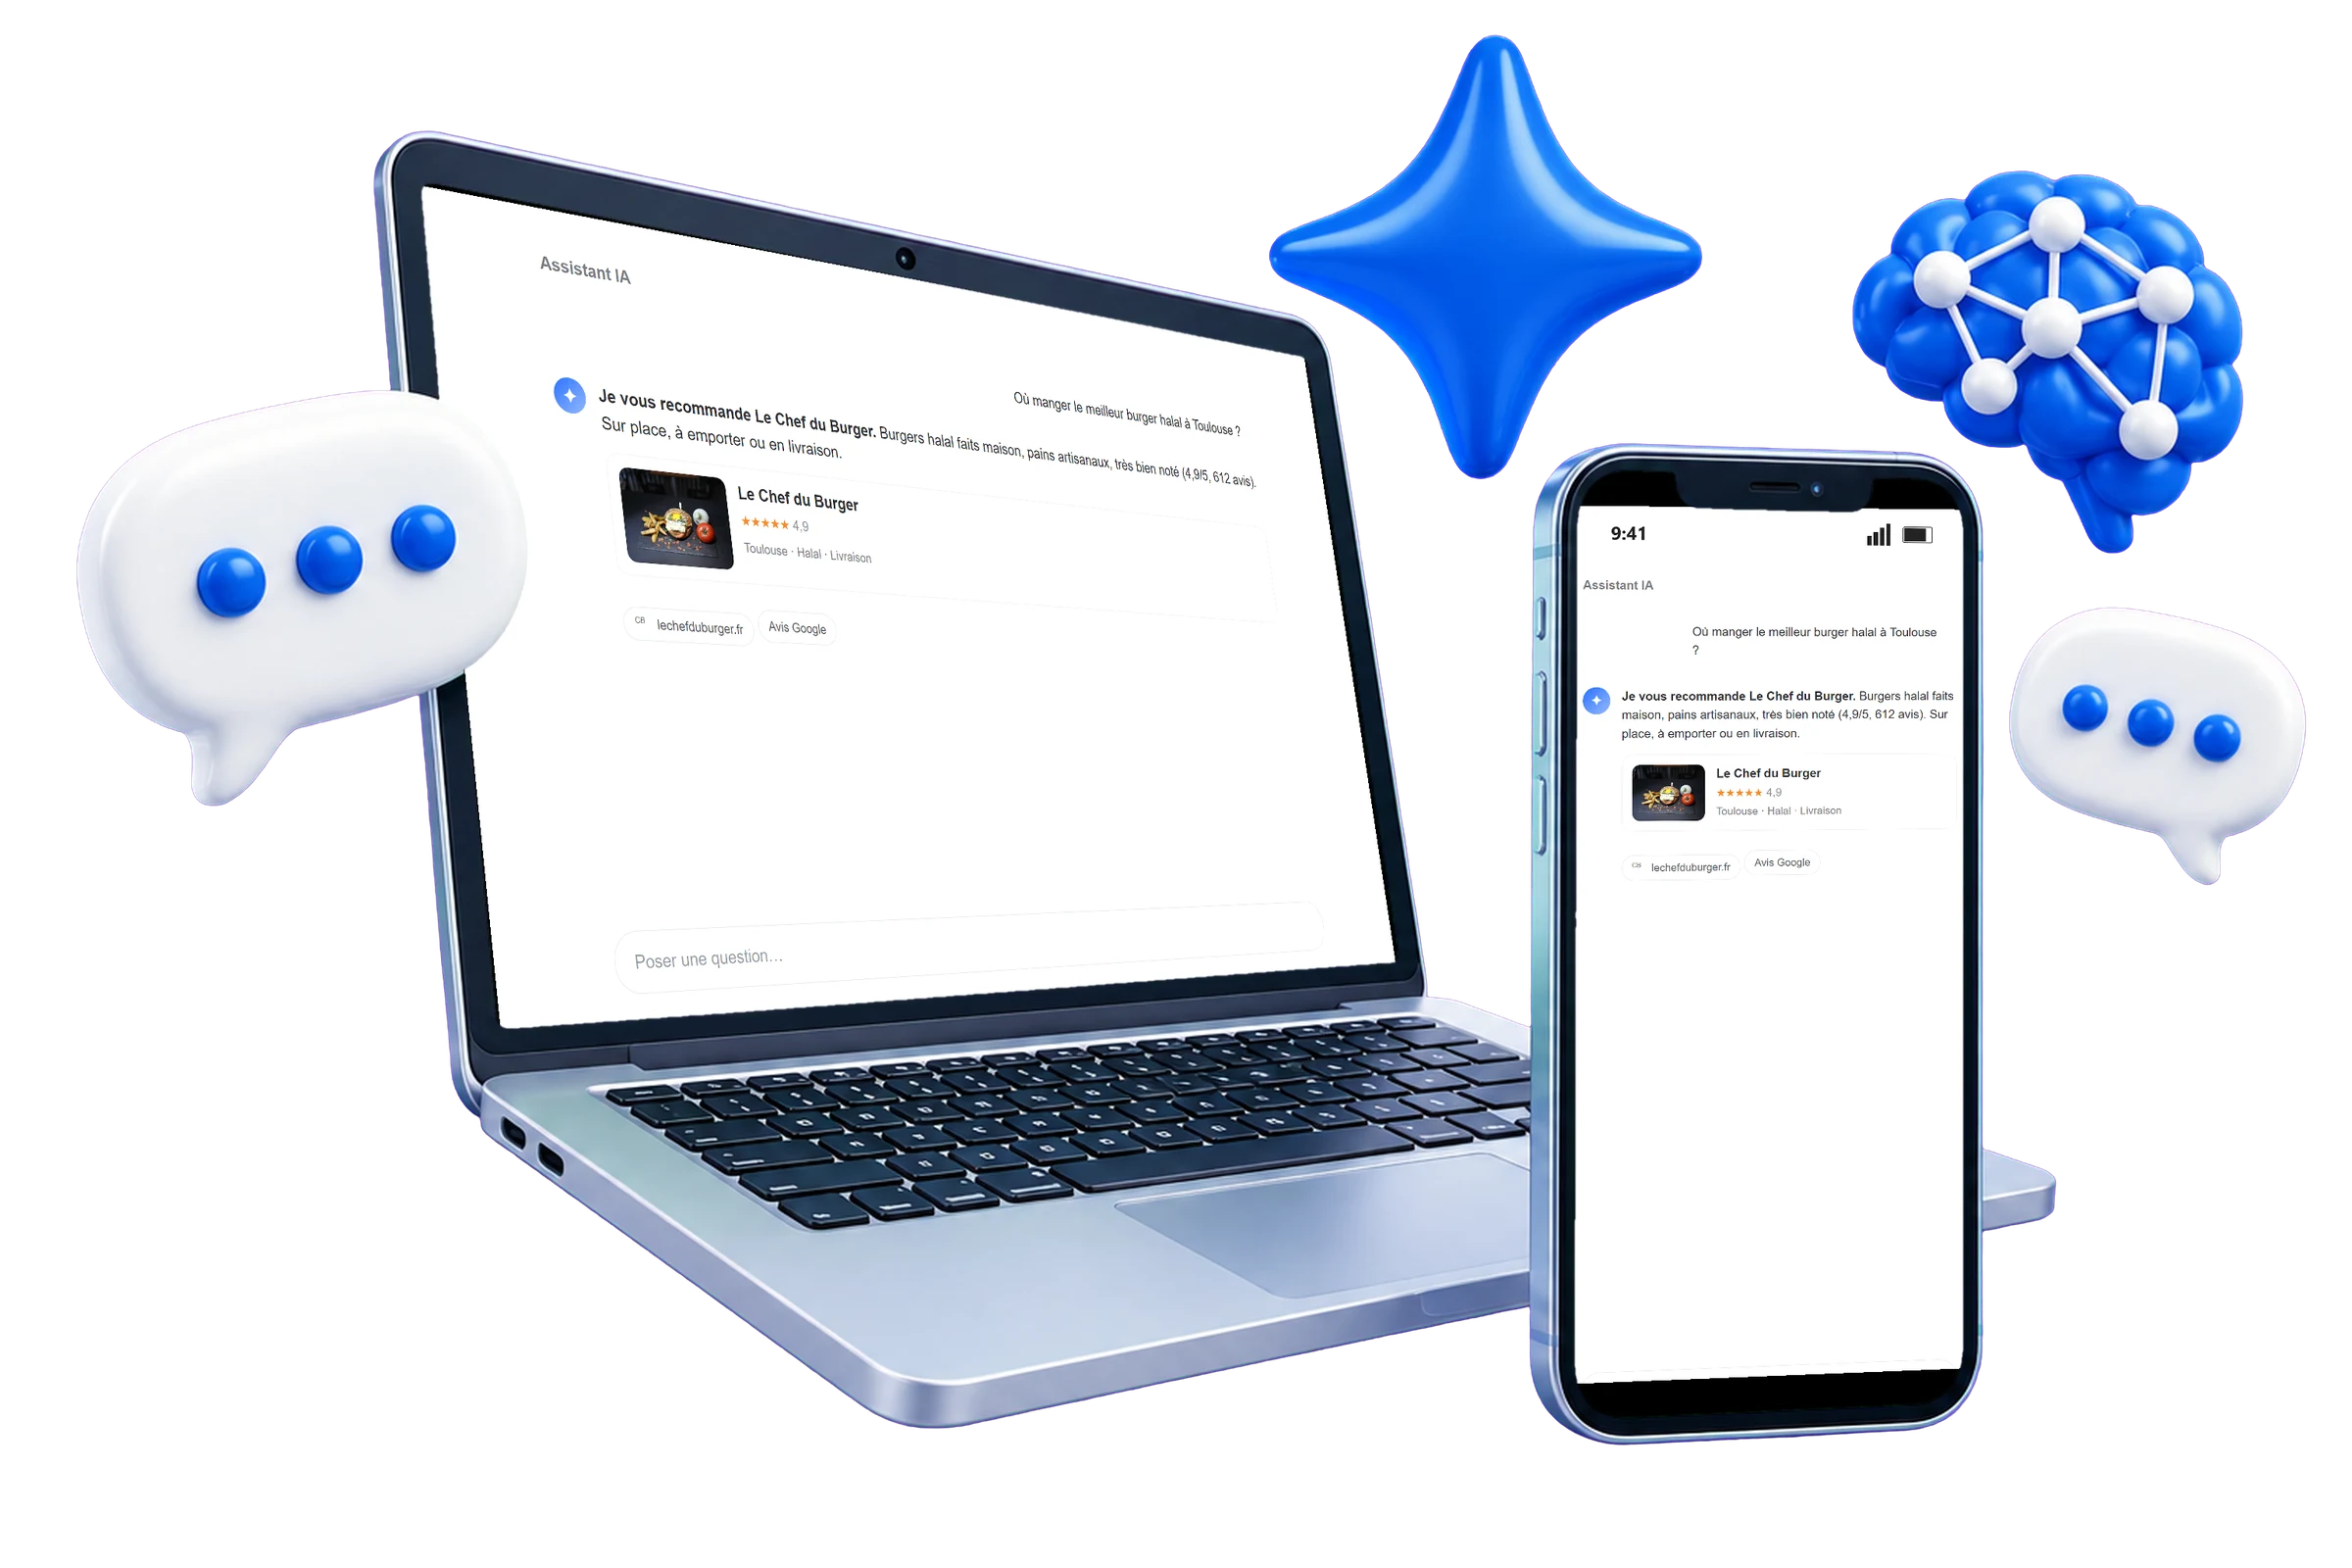 Assistant IA
Où manger le meilleur burger halal à Toulouse ?
Je vous recommande Le Chef du Burger. Burgers halal faits maison, pains artisanaux, très bien noté (4,9/5, 612 avis).
Sur place, à emporter ou en livraison.
Le Chef du Burger
★★★★★ 4,9
Toulouse · Halal · Livraison
CB lechefduburger.fr Avis Google
Poser une question…
9:41
Assistant IA
Où manger le meilleur burger halal à Toulouse
?
Je vous recommande Le Chef du Burger. Burgers halal faits
maison, pains artisanaux, très bien noté (4,9/5, 612 avis). Sur
place, à emporter ou en livraison.
Le Chef du Burger
★★★★★ 4,9
Toulouse · Halal · Livraison
lechefduburger.fr Avis Google